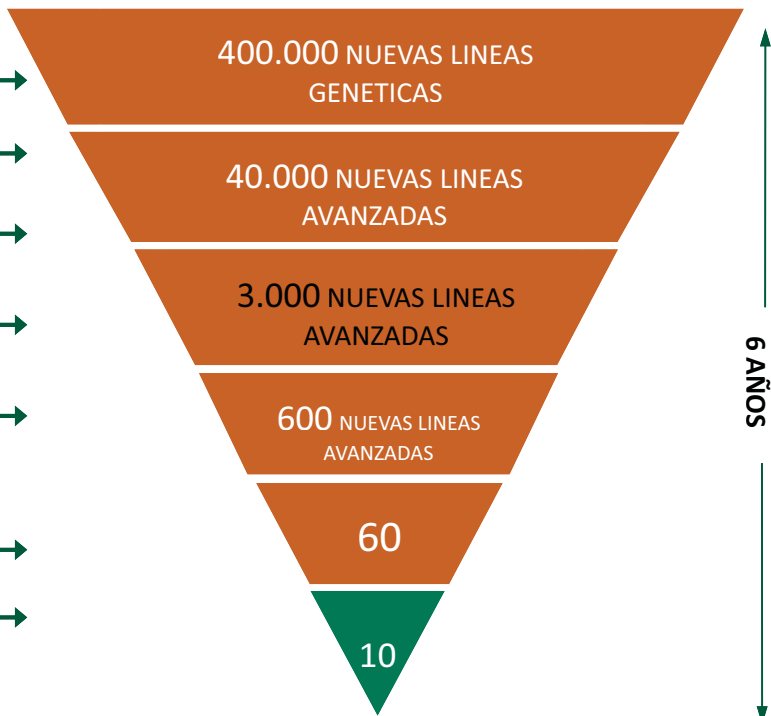 400.000 NUEVAS LINEAS
GENETICAS
40.000 NUEVAS LINEAS
AVANZADAS
3.000 NUEVAS LINEAS
AVANZADAS
600 NUEVAS LINEAS
AVANZADAS
60
10
6 AÑOS